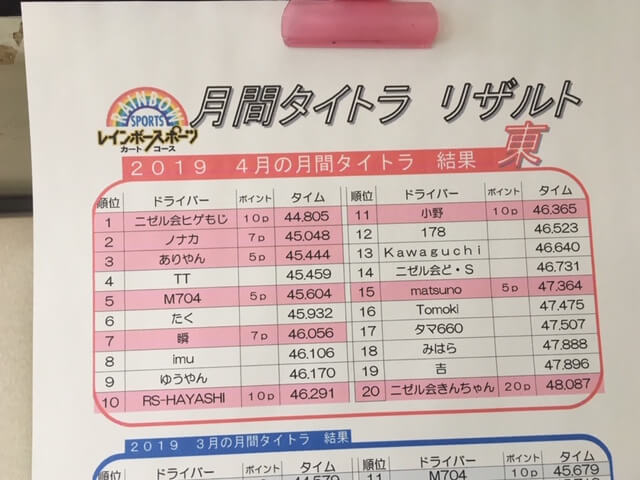 RAINBOW
SPORTS
レインボースポーツ
カート コース
月間タイトラ リザルト
東
2019 4月の月間タイトラ 結果
順位 ドライバー ポイント タイム
1 ニゼル会ヒゲもじ 10p 44.805
2 ノナカ 7p 45.048
3 ありやん 5p 45.444
4 TT 45.459
5 M704 5p 45.604
6 たく 45.932
7 瞬 7p 46.056
8 imu 46.106
9 ゆうやん 46.170
10 RS-HAYASHI 10p 46.291
順位 ドライバー ポイント タイム
11 小野 10p 46.365
12 178 46.523
13 Kawaguchi 46.640
14 ニゼル会ど・S 46.731
15 matsuno 5p 47.364
16 Tomoki 47.475
17 タマ660 47.507
18 みはら 47.888
19 吉 47.896
20 ニゼル会きんちゃん 20p 48.087
2019 3月の月間タイトラ 結果
順位 ドライバー ポイント タイム
順位 ドライバー ポイント タイム
11 M704 10p 45.679